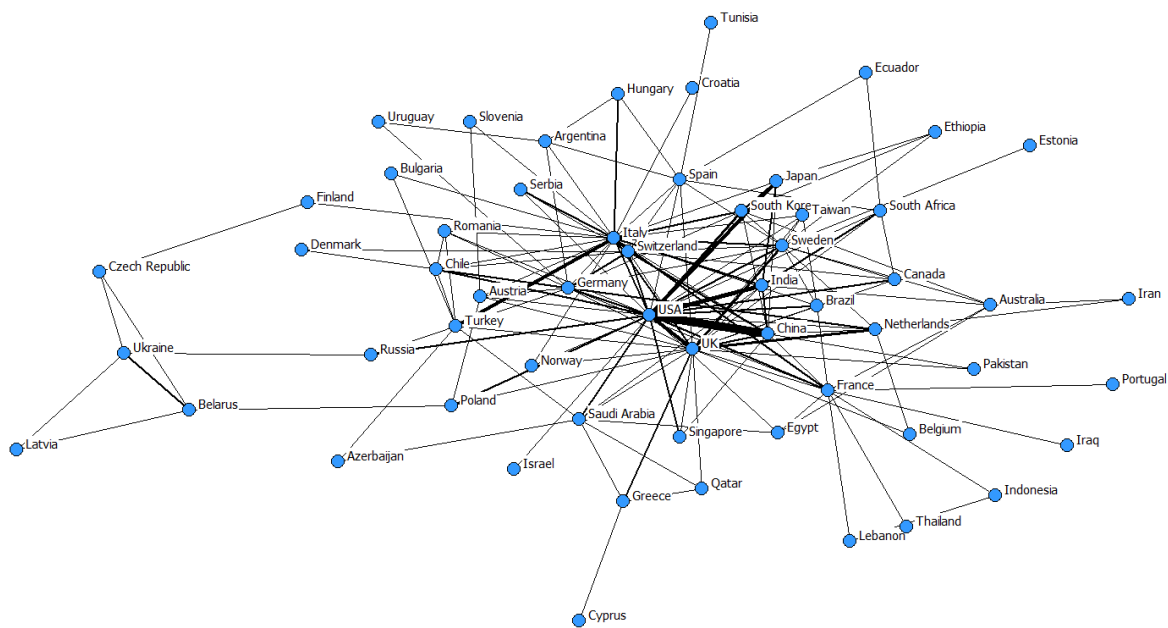 Tunisia
Ecuador
Croatia
Hungary
Uruguay
Slovenia
Ethiopia
Argentina
Estonia
Bulgaria
Spain
Japan
Serbia
Finland
South Kore
Taiwan
South Africa
Romania
Italy
Denmark
Switzerland
Sweden
Czech Republic
Chile
Germany
India
Canada
Austria
USA
Brazil
Australia
Iran
Turkey
China
Netherlands
Ukraine
Russia
UK
Norway
Pakistan
France
Portugal
Belarus
Poland
Saudi Arabia
Singapore
Egypt
Belgium
Iraq
Latvia
Azerbaijan
Israel
Qatar
Indonesia
Greece
Thailand
Lebanon
Cyprus